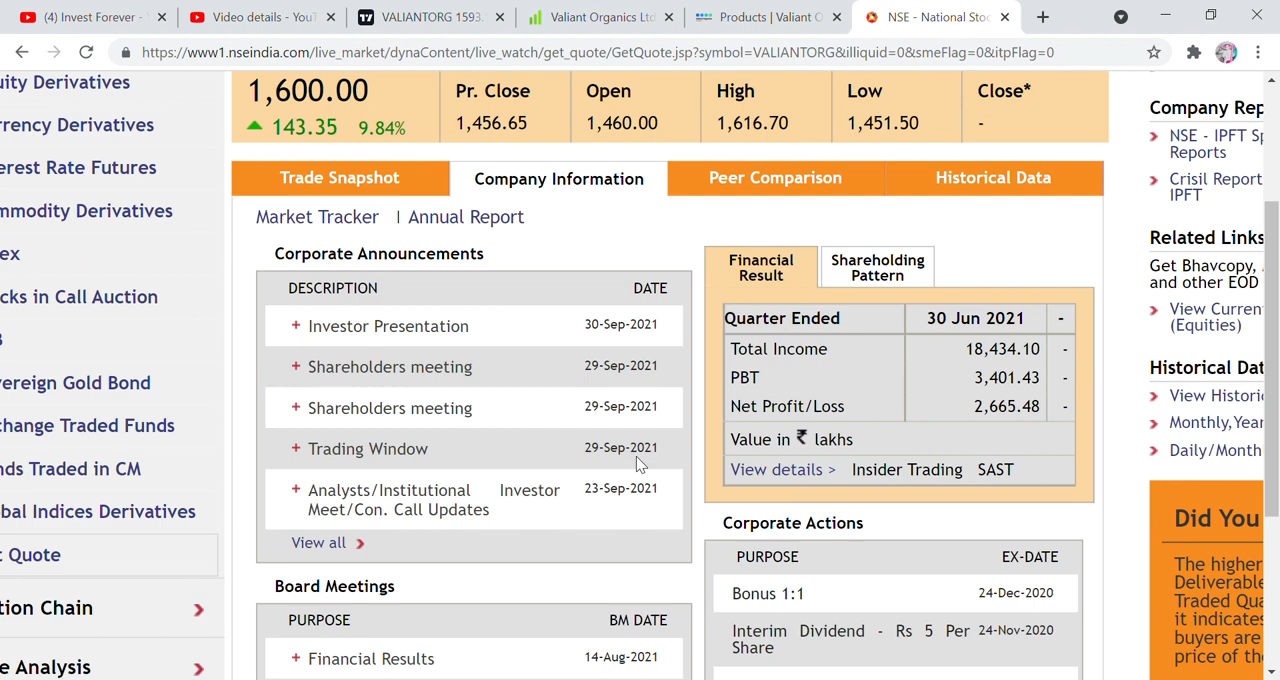 (4) Invest Forever -
Video details - YouT
VALIANTORG 1593.
Valiant Organics Ltd
Products | Valiant O
NSE - National Stoc
https://www1.nseindia.com/live_market/dynaContent/live_watch/get_quote/GetQuote.jsp?symbol=VALIANTORG&illiquid=0&smeFlag=0&itpFlag=0
uity Derivatives
rrency Derivatives
erest Rate Futures
mmodity Derivatives
ex
cks in Call Auction
B
vereign Gold Bond
change Traded Funds
nds Traded in CM
bal Indices Derivatives
t Quote
tion Chain
e Analysis
1,600.00
143.35 9.84%
Pr. Close
1,456.65
Open
1,460.00
High
1,616.70
Low
1,451.50
Close*
-
Trade Snapshot
Company Information
Peer Comparison
Historical Data
Market Tracker | Annual Report
Corporate Announcements
DESCRIPTION DATE
+ Investor Presentation 30-Sep-2021
+ Shareholders meeting 29-Sep-2021
+ Shareholders meeting 29-Sep-2021
+ Trading Window 29-Sep-2021
+ Analysts/Institutional Investor 23-Sep-2021
Meet/Con. Call Updates
View all
Board Meetings
PURPOSE BM DATE
+ Financial Results 14-Aug-2021
Financial
Result
Shareholding
Pattern
Quarter Ended 30 Jun 2021 -
Total Income 18,434.10 -
PBT 3,401.43 -
Net Profit/Loss 2,665.48 -
Value in ₹ lakhs
View details > Insider Trading SAST
Corporate Actions
PURPOSE EX-DATE
Bonus 1:1 24-Dec-2020
Interim Dividend - Rs 5 Per 24-Nov-2020
Share
Company Rep
NSE - IPFT Sp
Reports
Crisil Report
IPFT
Related Links
Get Bhavcopy,
and other EOD
View Curren
(Equities)
Historical Dat
View Histori
Monthly,Year
Daily/Month
Did You
The higher
Deliverable
Traded Qua
it indicates
buyers are
price of the